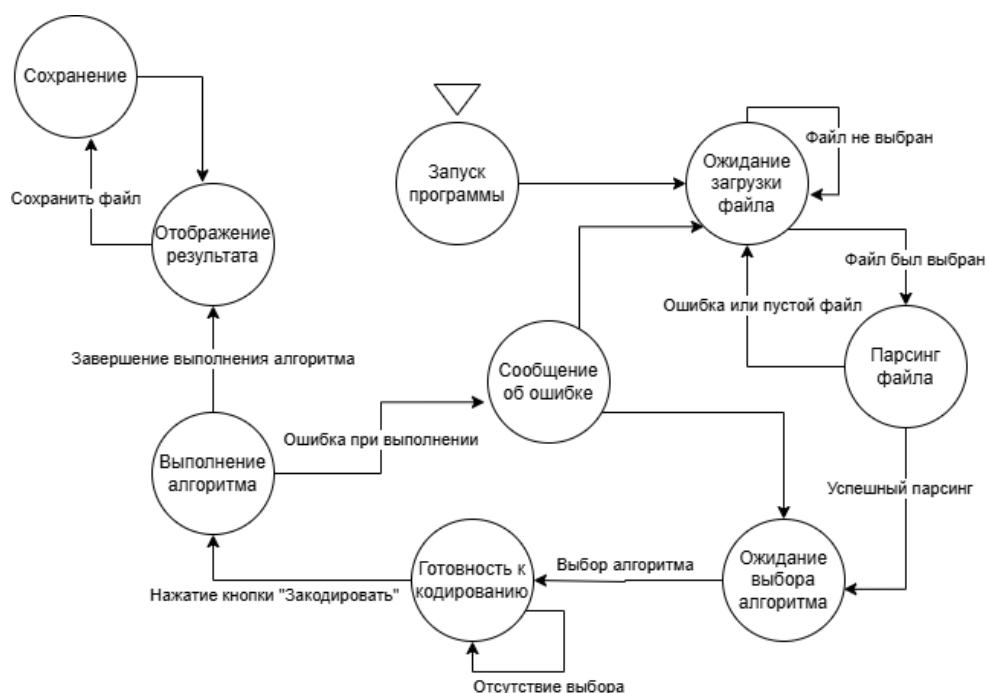 Сохранение
Запуск
программы
Ожидание
загрузки
файла
Файл не выбран
Сохранить файл
Отображение
результата
Файл был выбран
Ошибка или пустой файл
Завершение выполнения алгоритма
Сообщение
об ошибке
Парсинг
файла
Ошибка при выполнении
Выполнение
алгоритма
Успешный парсинг
Готовность к
кодированию
Выбор алгоритма
Ожидание
выбора
алгоритма
Нажатие кнопки "Закодировать"
Отсутствие выбора